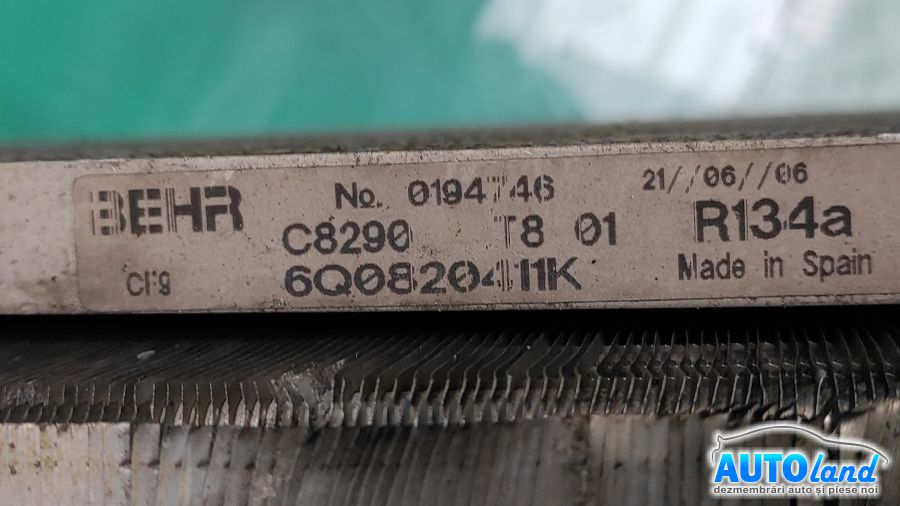 BEHR
No. 0194746
21//06//06
C8290 T8 01
R134a
6Q0820411K
Made in Spain
AUTOland
dezmembrări auto și piese noi